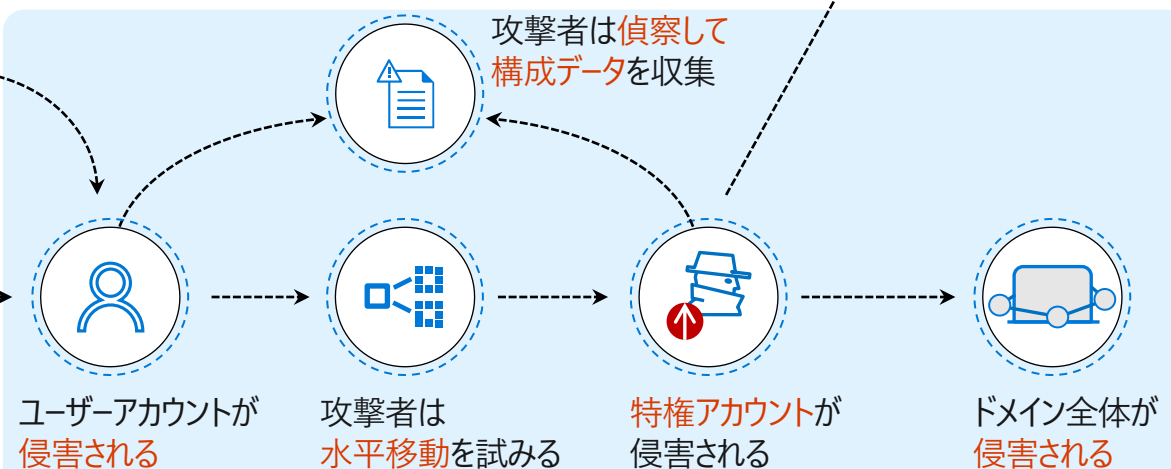 攻撃者は偵察して
構成データを収集
ユーザーアカウントが
侵害される
攻撃者は
水平移動を試みる
特権アカウントが
侵害される
ドメイン全体が
侵害される